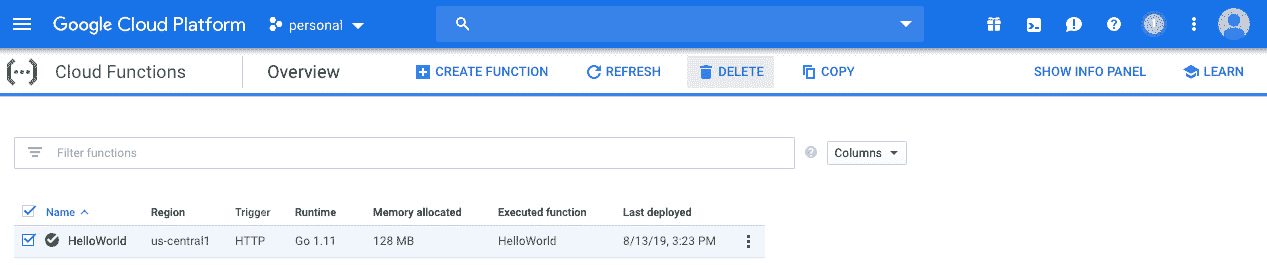 Google Cloud Platform personal
Cloud Functions Overview CREATE FUNCTION REFRESH DELETE COPY SHOW INFO PANEL LEARN
Filter functions Columns
Name Region Trigger Runtime Memory allocated Executed function Last deployed
HelloWorld us-central1 HTTP Go 1.11 128 MB HelloWorld 8/13/19, 3:23 PM